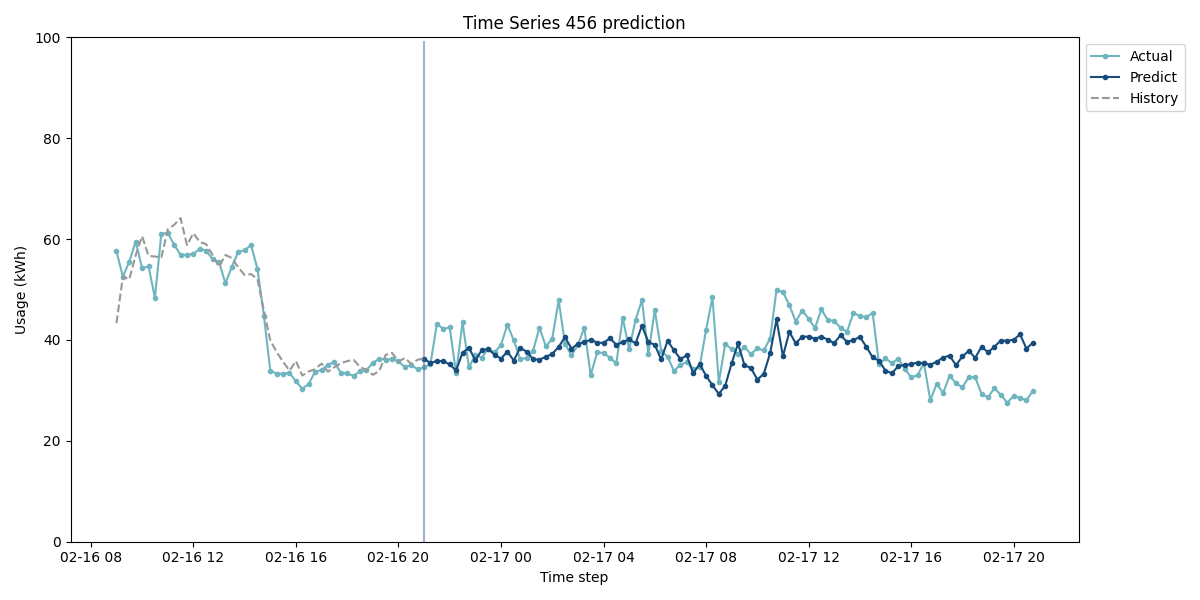 Time Series 456 prediction
100
80
60
40
20
0
Usage (kWh)
02-16 08 02-16 12 02-16 16 02-16 20 02-17 00 02-17 04 02-17 08 02-17 12 02-17 16 02-17 20
Time step
Actual
Predict
History